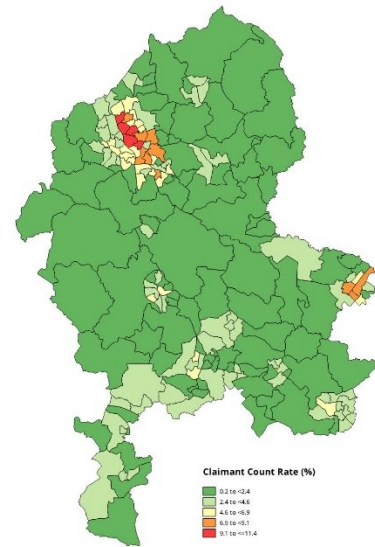 Claimant Count Rate (%)
0.2 to <2.4
2.4 to <4.6
4.6 to <6.9
6.9 to <9.1
9.1 to <=11.4